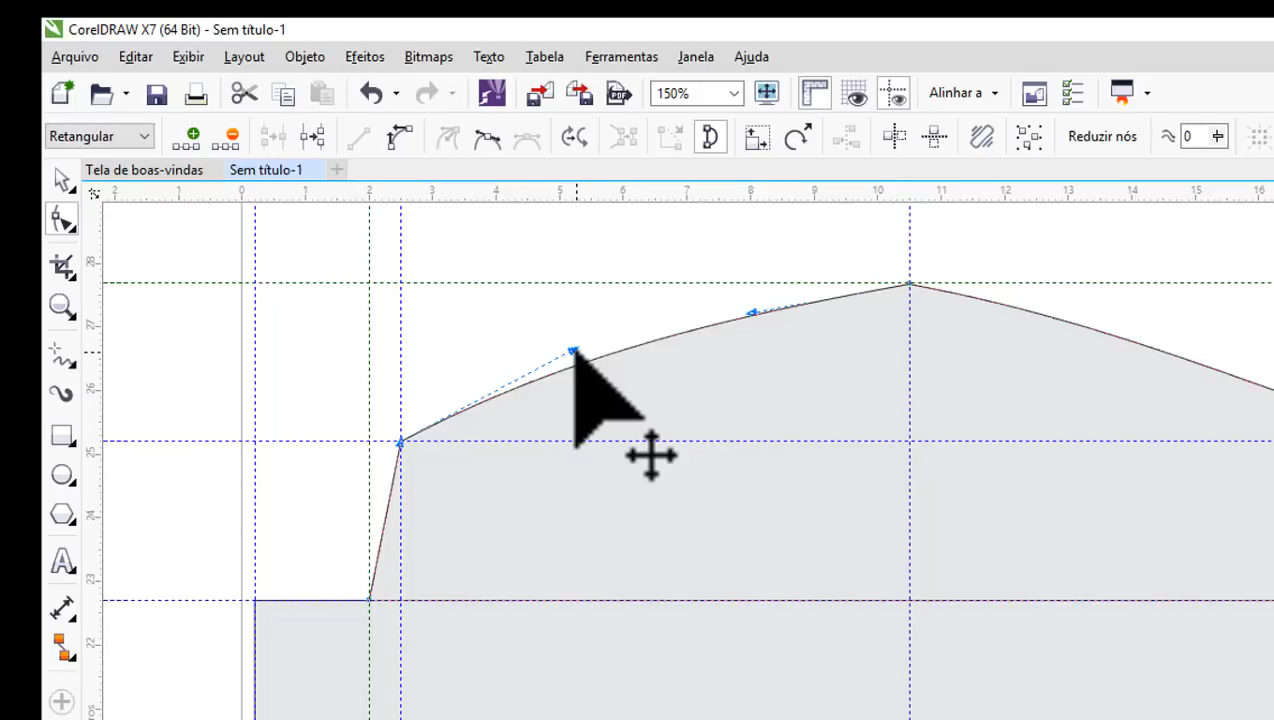 CorelDRAW X7 (64 Bit) - Sem título-1
Arquivo Editar Exibir Layout Objeto Efeitos Bitmaps Texto Tabela Ferramentas Janela Ajuda
PDF 150% Alinhar a
Retangular Reduzir nós 0
Tela de boas-vindas Sem título-1
2 1 0 1 2 3 4 5 6 7 8 9 10 11 12 13 14 15 16
28
27
26
25
24
23
22